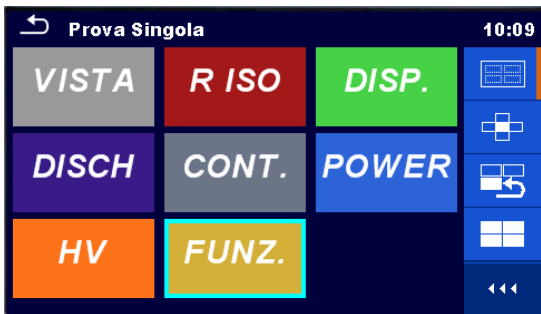 Prova Singola 10:09
VISTA R ISO DISP.
DISCH CONT. POWER
HV FUNZ.